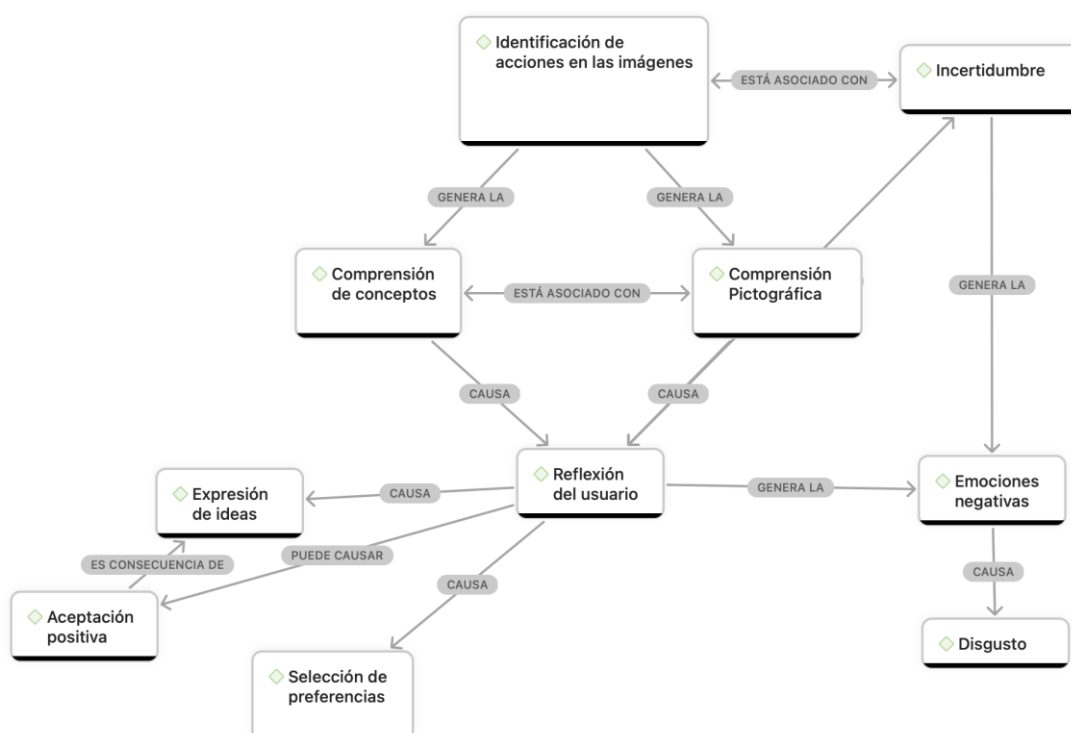 Identificación de
acciones en las imágenes
ESTÁ ASOCIADO CON
Incertidumbre
GENERA LA
GENERA LA
Comprensión
de conceptos
ESTÁ ASOCIADO CON
Comprensión
Pictográfica
GENERA LA
CAUSA
CAUSA
Reflexión
del usuario
Expresión
de ideas
CAUSA
GENERA LA
Emociones
negativas
ES CONSECUENCIA DE
PUEDE CAUSAR
CAUSA
CAUSA
Aceptación
positiva
Disgusto
Selección de
preferencias